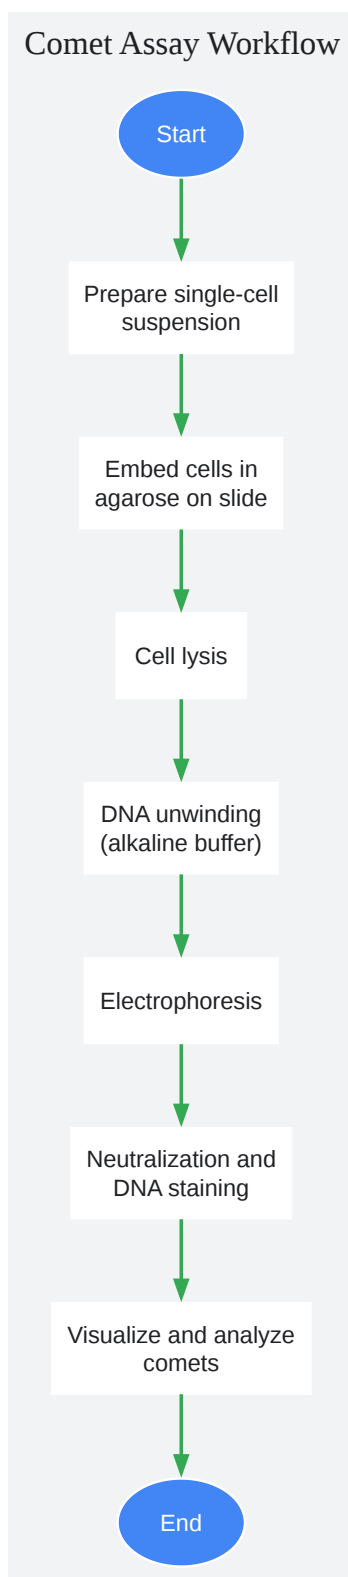 Comet Assay Workflow
Start
Prepare single-cell
suspension
Embed cells in
agarose on slide
Cell lysis
DNA unwinding
(alkaline buffer)
Electrophoresis
Neutralization and
DNA staining
Visualize and analyze
comets
End